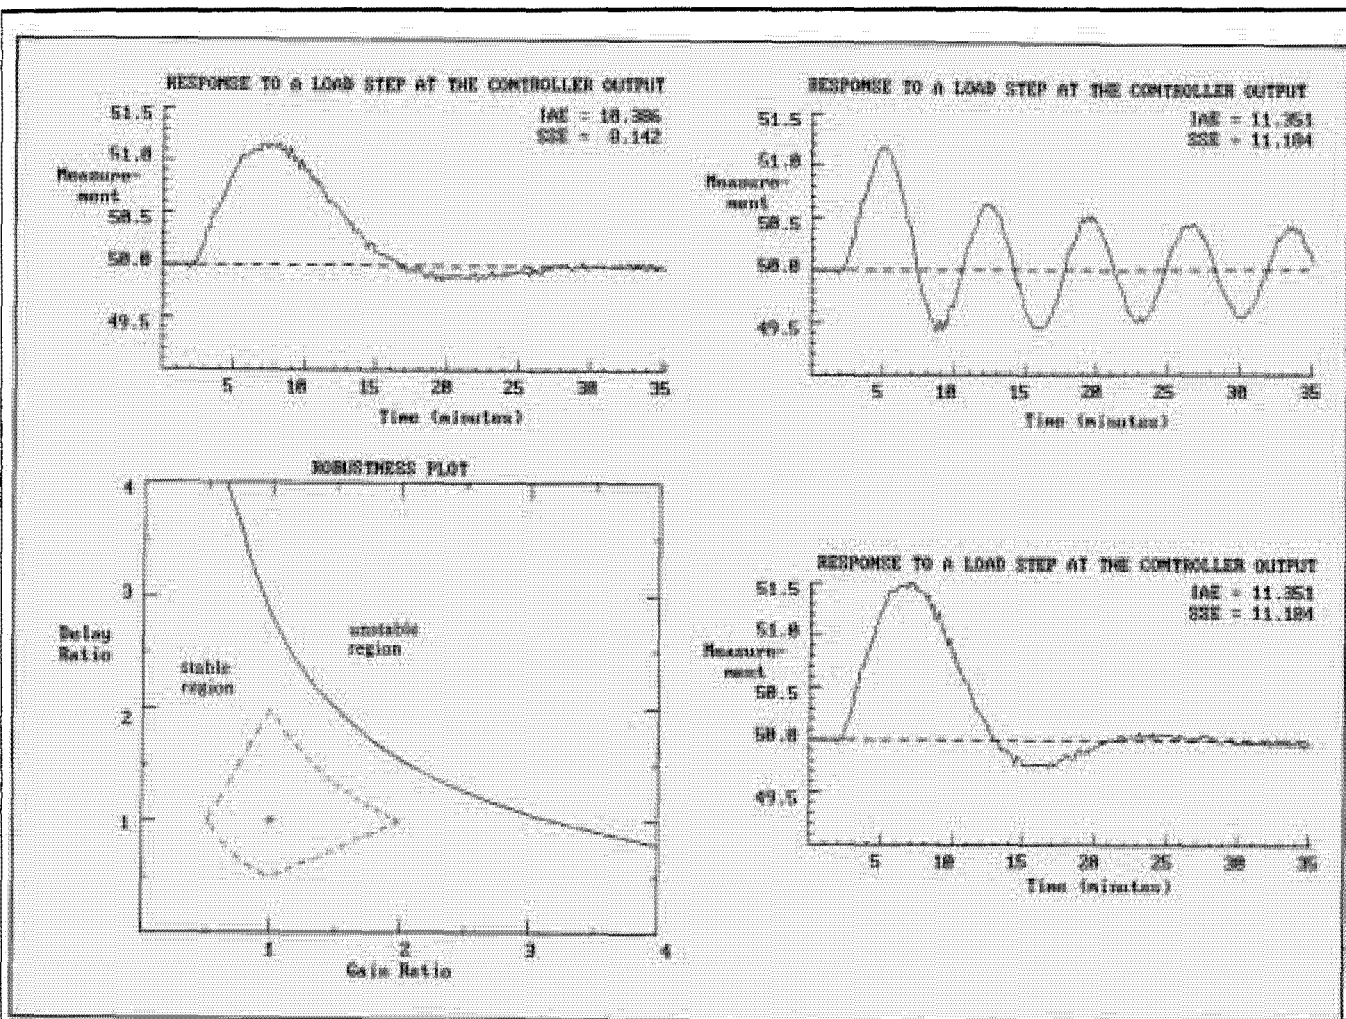 RESPONSE TO A LOAD STEP AT THE CONTROLLER OUTPUT
IAE = 10.386
SSE = 8.142
51.5
51.0
Measure-
ment
50.5
50.0
49.5
5 10 15 20 25 30 35
Time (minutes)
RESPONSE TO A LOAD STEP AT THE CONTROLLER OUTPUT
IAE = 11.351
SSE = 11.184
51.5
51.0
Measure-
ment
50.5
50.0
49.5
5 10 15 20 25 30 35
Time (minutes)
ROBUSTNESS PLOT
4
3
Delay
Ratio
unstable
region
stable
region
2
1
1 2 3 4
Gain Ratio
RESPONSE TO A LOAD STEP AT THE CONTROLLER OUTPUT
IAE = 11.351
SSE = 11.184
51.5
51.0
Measure-
ment
50.5
50.0
49.5
5 10 15 20 25 30 35
Time (minutes)